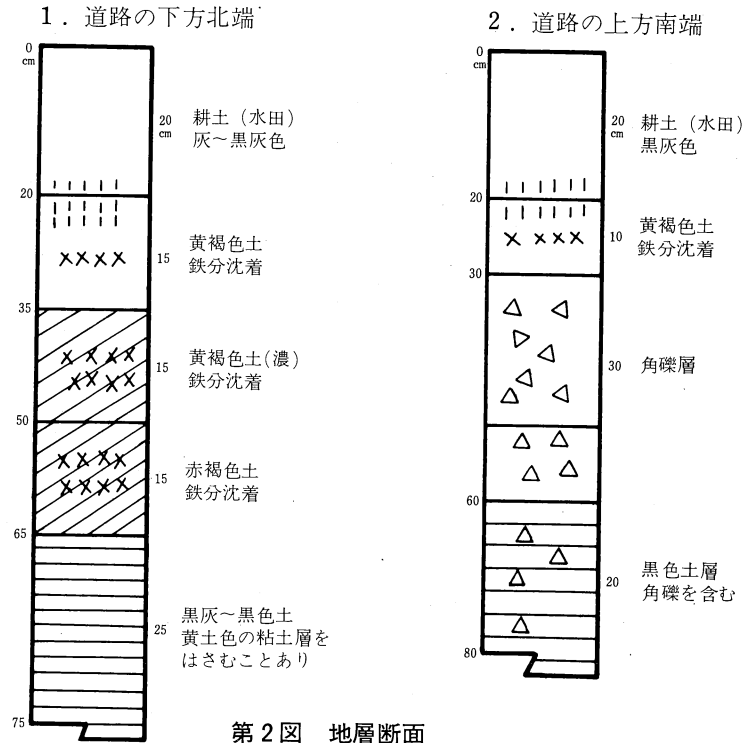 1．道路の下方北端
0
cm
20
cm
耕土（水田）
灰～黒灰色
20
15
黄褐色土
鉄分沈着
35
15
黄褐色土(濃)
鉄分沈着
50
15
赤褐色土
鉄分沈着
65
25
黒灰～黒色土
黄土色の粘土層を
はさむことあり
75
2．道路の上方南端
0
cm
20
cm
耕土（水田）
黒灰色
20
10
黄褐色土
鉄分沈着
30
30
角礫層
60
20
黒色土層
角礫を含む
80
第2図　地層断面